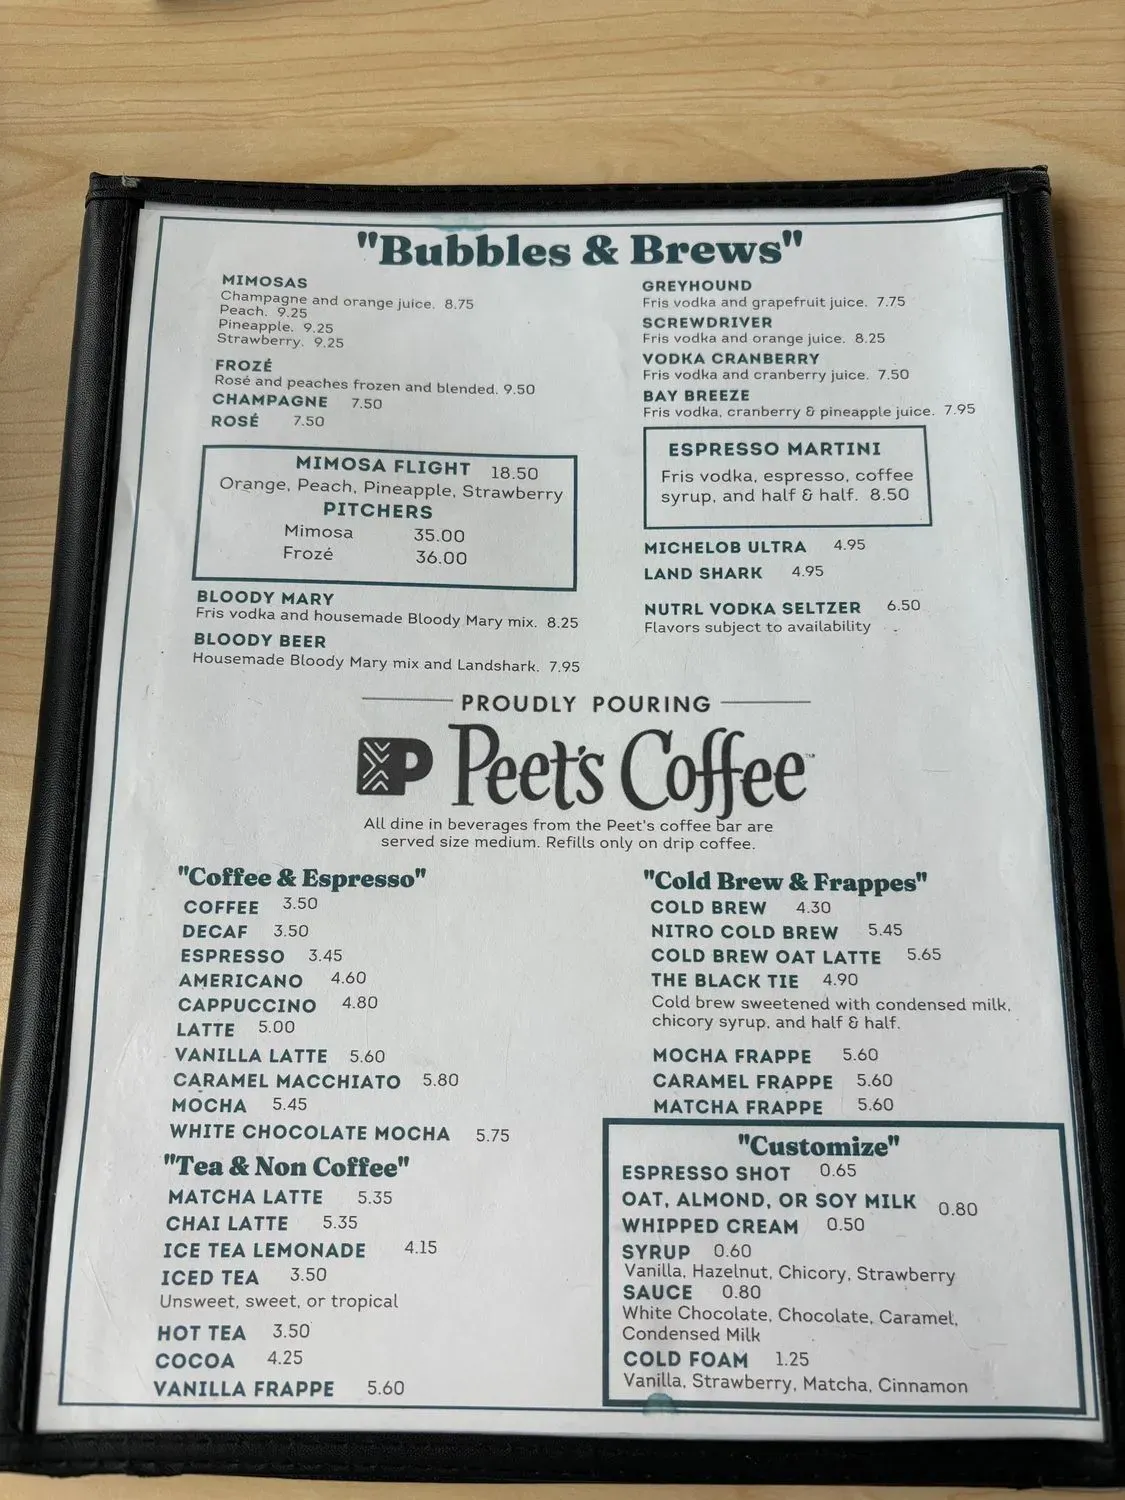 "Bubbles & Brews"
MIMOSAS
Champagne and orange juice. 8.75
Peach. 9.25
Pineapple. 9.25
Strawberry. 9.25
FROZÉ
Rosé and peaches frozen and blended. 9.50
CHAMPAGNE 7.50
ROSÉ 7.50
MIMOSA FLIGHT 18.50
Orange, Peach, Pineapple, Strawberry
PITCHERS
Mimosa 35.00
Frozé 36.00
BLOODY MARY
Fris vodka and housemade Bloody Mary mix. 8.25
BLOODY BEER
Housemade Bloody Mary mix and Landshark. 7.95
GREYHOUND
Fris vodka and grapefruit juice. 7.75
SCREWDRIVER
Fris vodka and orange juice. 8.25
VODKA CRANBERRY
Fris vodka and cranberry juice. 7.50
BAY BREEZE
Fris vodka, cranberry & pineapple juice. 7.95
ESPRESSO MARTINI
Fris vodka, espresso, coffee
syrup, and half & half. 8.50
MICHELOB ULTRA 4.95
LAND SHARK 4.95
NUTRL VODKA SELTZER 6.50
Flavors subject to availability
PROUDLY POURING
P Peet's Coffee™
All dine in beverages from the Peet's coffee bar are
served size medium. Refills only on drip coffee.
"Coffee & Espresso"
COFFEE 3.50
DECAF 3.50
ESPRESSO 3.45
AMERICANO 4.60
CAPPUCCINO 4.80
LATTE 5.00
VANILLA LATTE 5.60
CARAMEL MACCHIATO 5.80
MOCHA 5.45
WHITE CHOCOLATE MOCHA 5.75
"Tea & Non Coffee"
MATCHA LATTE 5.35
CHAI LATTE 5.35
ICE TEA LEMONADE 4.15
ICED TEA 3.50
Unsweet, sweet, or tropical
HOT TEA 3.50
COCOA 4.25
VANILLA FRAPPE 5.60
"Cold Brew & Frappes"
COLD BREW 4.30
NITRO COLD BREW 5.45
COLD BREW OAT LATTE 5.65
THE BLACK TIE 4.90
Cold brew sweetened with condensed milk,
chicory syrup, and half & half.
MOCHA FRAPPE 5.60
CARAMEL FRAPPE 5.60
MATCHA FRAPPE 5.60
"Customize"
ESPRESSO SHOT 0.65
OAT, ALMOND, OR SOY MILK 0.80
WHIPPED CREAM 0.50
SYRUP 0.60
Vanilla, Hazelnut, Chicory, Strawberry
SAUCE 0.80
White Chocolate, Chocolate, Caramel,
Condensed Milk
COLD FOAM 1.25
Vanilla, Strawberry, Matcha, Cinnamon